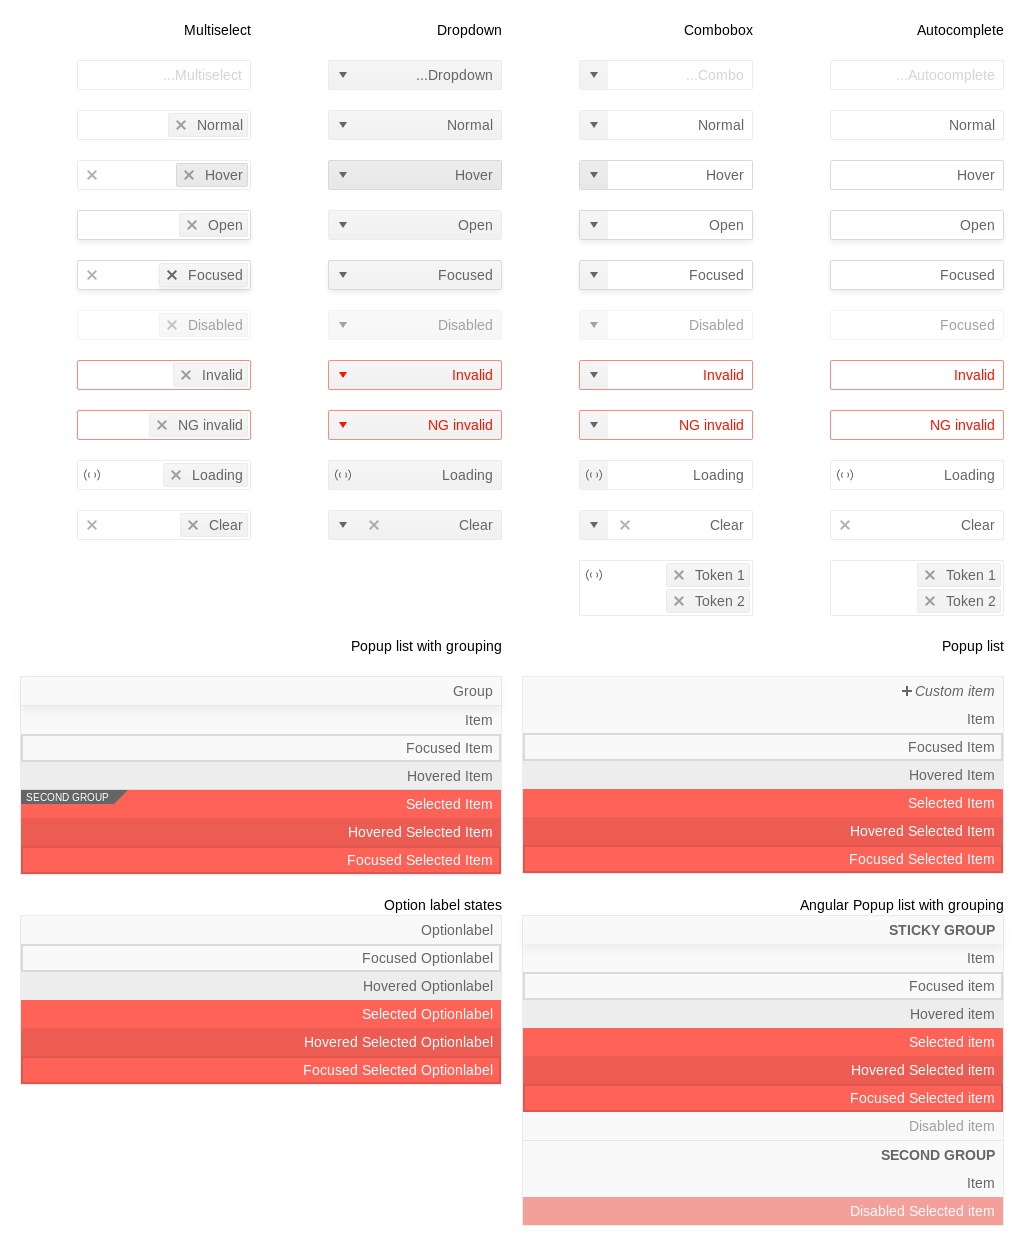 Multiselect Dropdown Combobox Autocomplete
...Multiselect ...Dropdown ...Combo ...Autocomplete
Normal Normal Normal Normal
Hover Hover Hover Hover
Open Open Open Open
Focused Focused Focused Focused
Disabled Disabled Disabled Focused
Invalid Invalid Invalid Invalid
NG invalid NG invalid NG invalid NG invalid
Loading Loading Loading Loading
Clear Clear Clear Clear
Token 1 Token 1
Token 2 Token 2
Popup list with grouping
Group
Item
Focused Item
Hovered Item
SECOND GROUP Selected Item
Hovered Selected Item
Focused Selected Item
Popup list
Custom item
Item
Focused Item
Hovered Item
Selected Item
Hovered Selected Item
Focused Selected Item
Option label states
Optionlabel
Focused Optionlabel
Hovered Optionlabel
Selected Optionlabel
Hovered Selected Optionlabel
Focused Selected Optionlabel
Angular Popup list with grouping
STICKY GROUP
Item
Focused item
Hovered item
Selected item
Hovered Selected item
Focused Selected item
Disabled item
SECOND GROUP
Item
Disabled Selected item